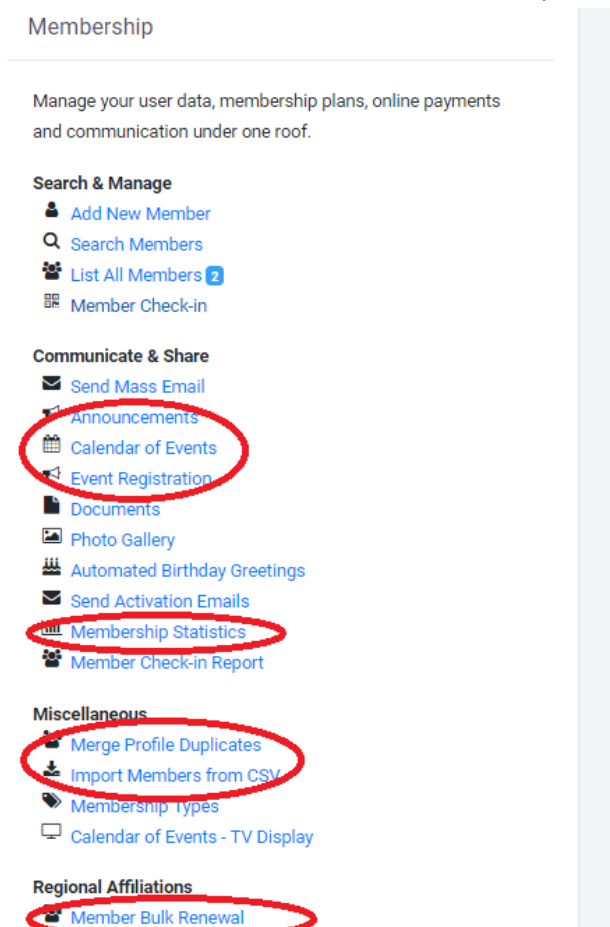 Membership
Manage your user data, membership plans, online payments
and communication under one roof.
Search & Manage
Add New Member
Search Members
List All Members 2
Member Check-in
Communicate & Share
Send Mass Email
Announcements
Calendar of Events
Event Registration
Documents
Photo Gallery
Automated Birthday Greetings
Send Activation Emails
Membership Statistics
Member Check-in Report
Miscellaneous
Merge Profile Duplicates
Import Members from CSV
Membership Types
Calendar of Events - TV Display
Regional Affiliations
Member Bulk Renewal